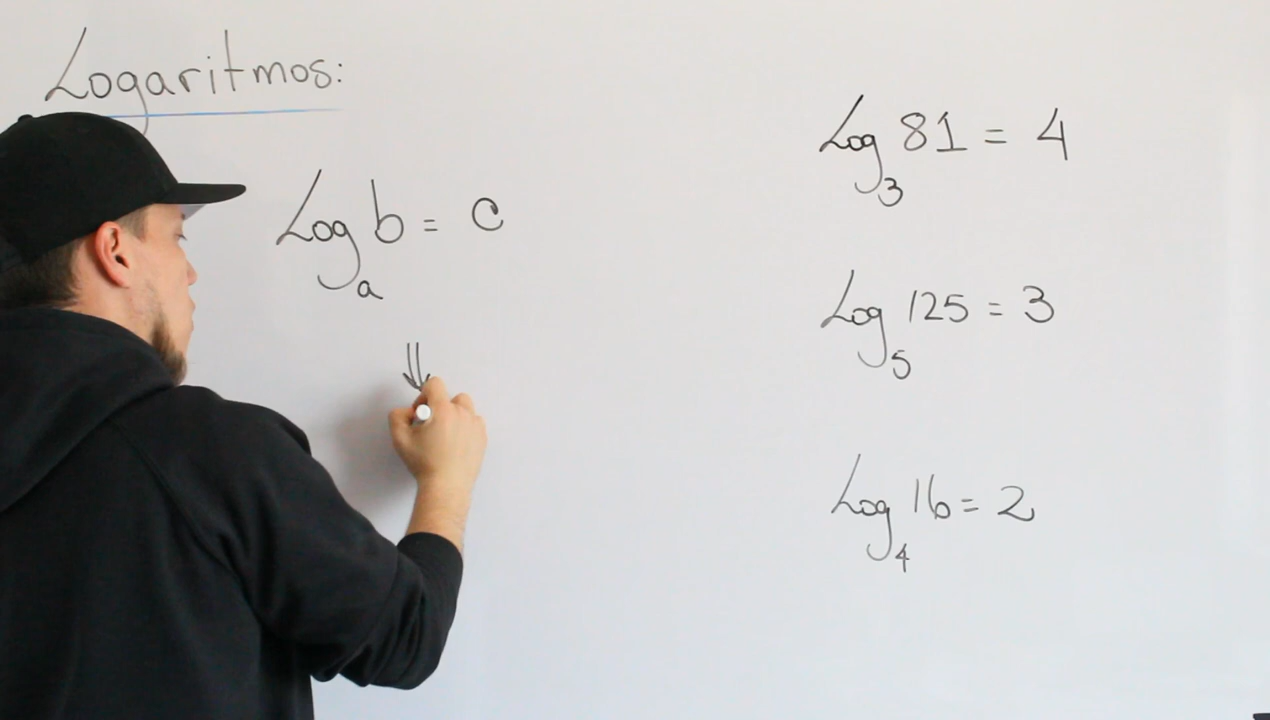 Logaritmos:
Log_a b = c
⇓
Log_3 81 = 4
Log_5 125 = 3
Log_4 16 = 2